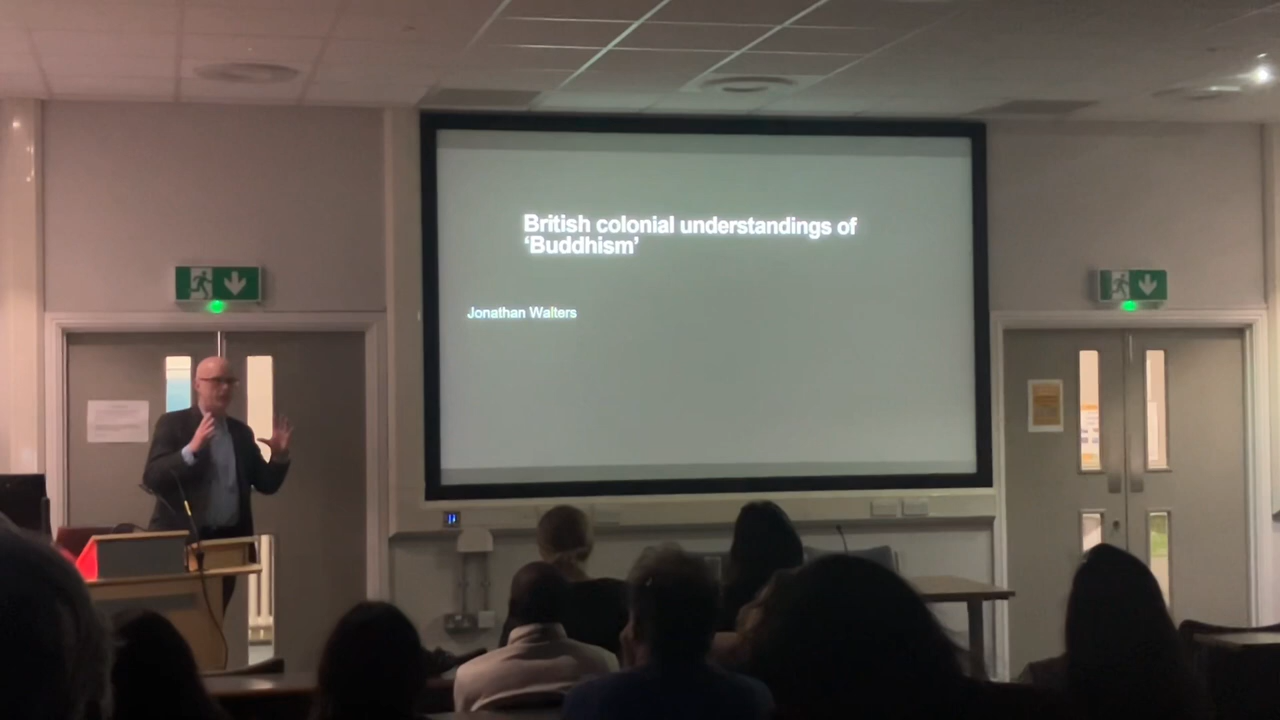 British colonial understandings of
‘Buddhism’
Jonathan Walters